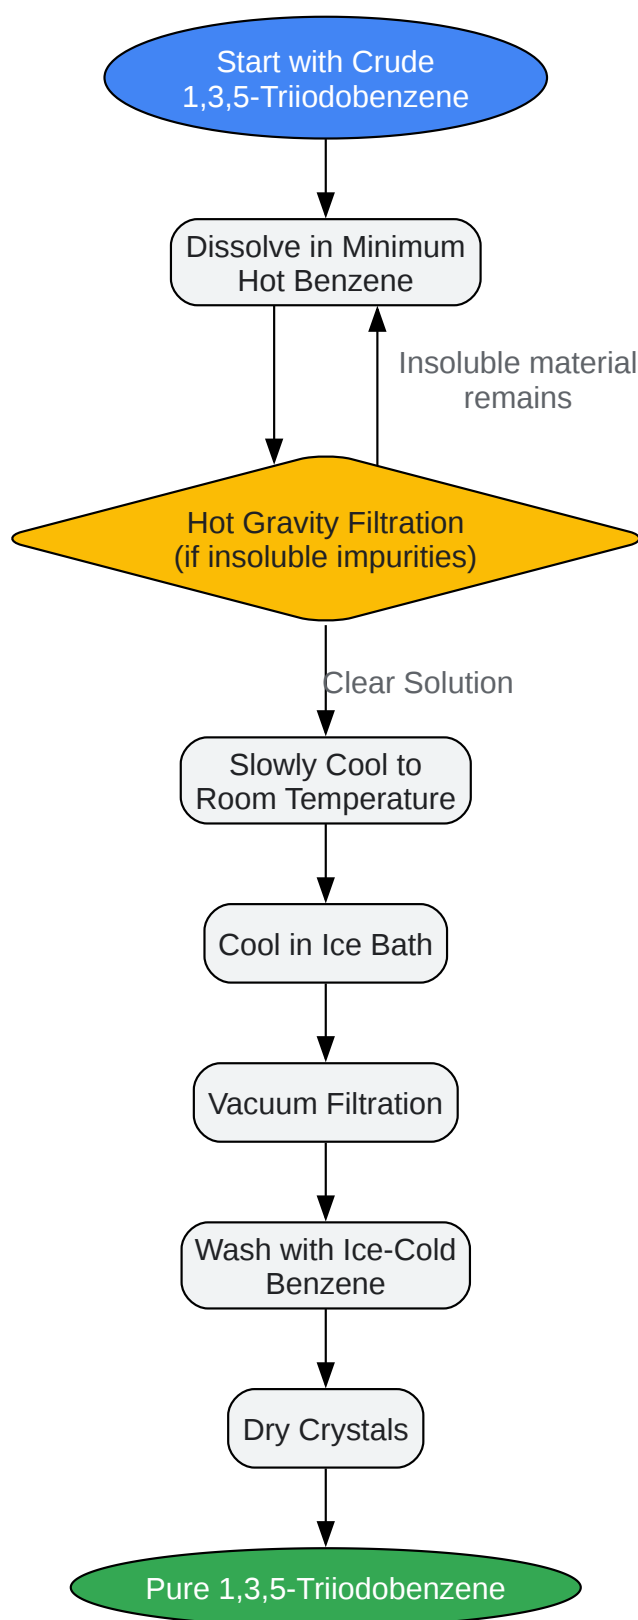 Start with Crude
1,3,5-Triiodobenzene
Dissolve in Minimum
Hot Benzene
Insoluble material
remains
Hot Gravity Filtration
(if insoluble impurities)
Clear Solution
Slowly Cool to
Room Temperature
Cool in Ice Bath
Vacuum Filtration
Wash with Ice-Cold
Benzene
Dry Crystals
Pure 1,3,5-Triiodobenzene